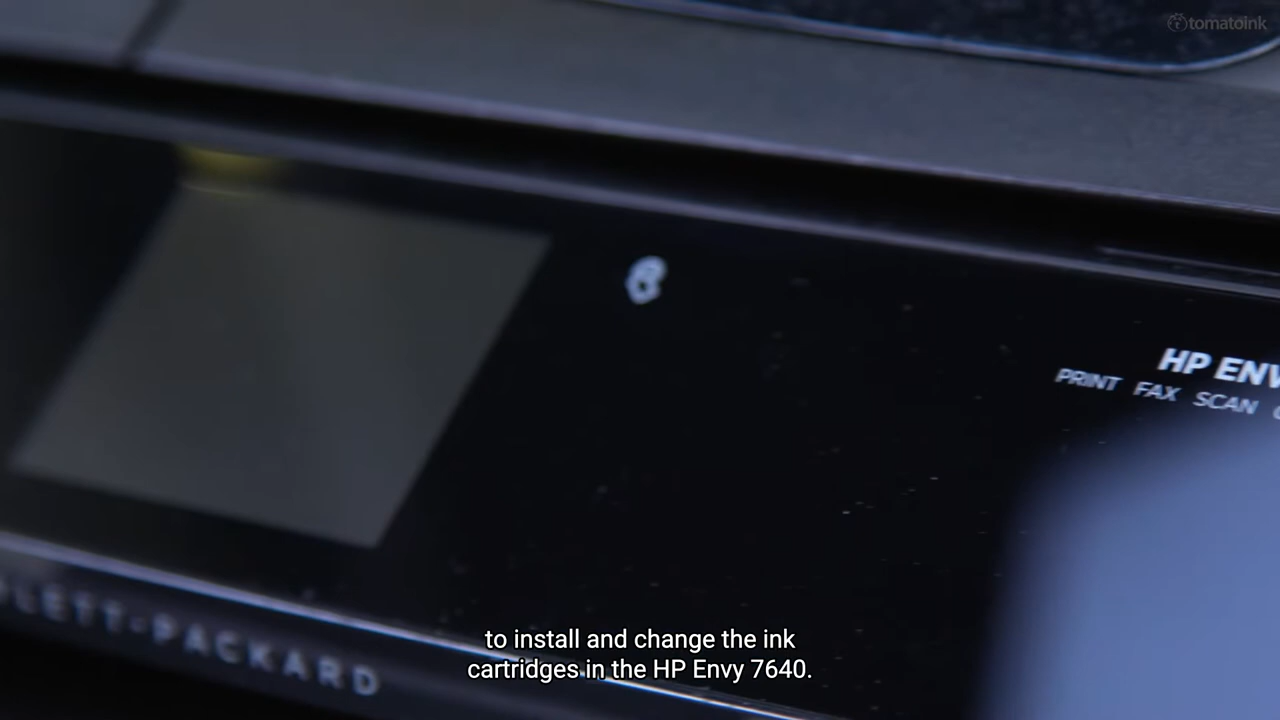 tomatoink
HP ENV
PRINT FAX SCAN
LETT-PACKARD
to install and change the ink
cartridges in the HP Envy 7640.